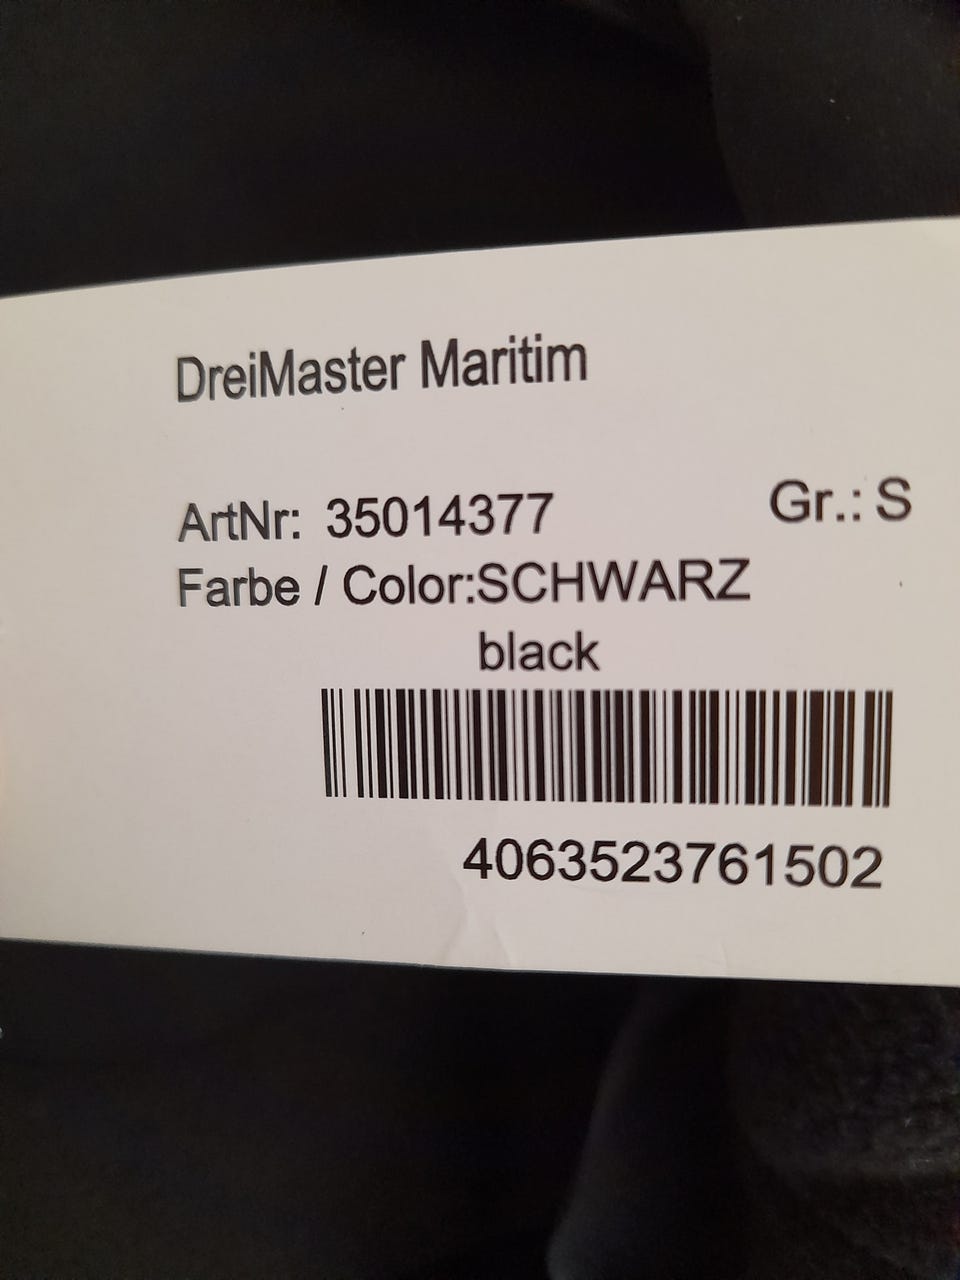 DreiMaster Maritim
ArtNr: 35014377 Gr.: S
Farbe / Color:SCHWARZ
black
4063523761502